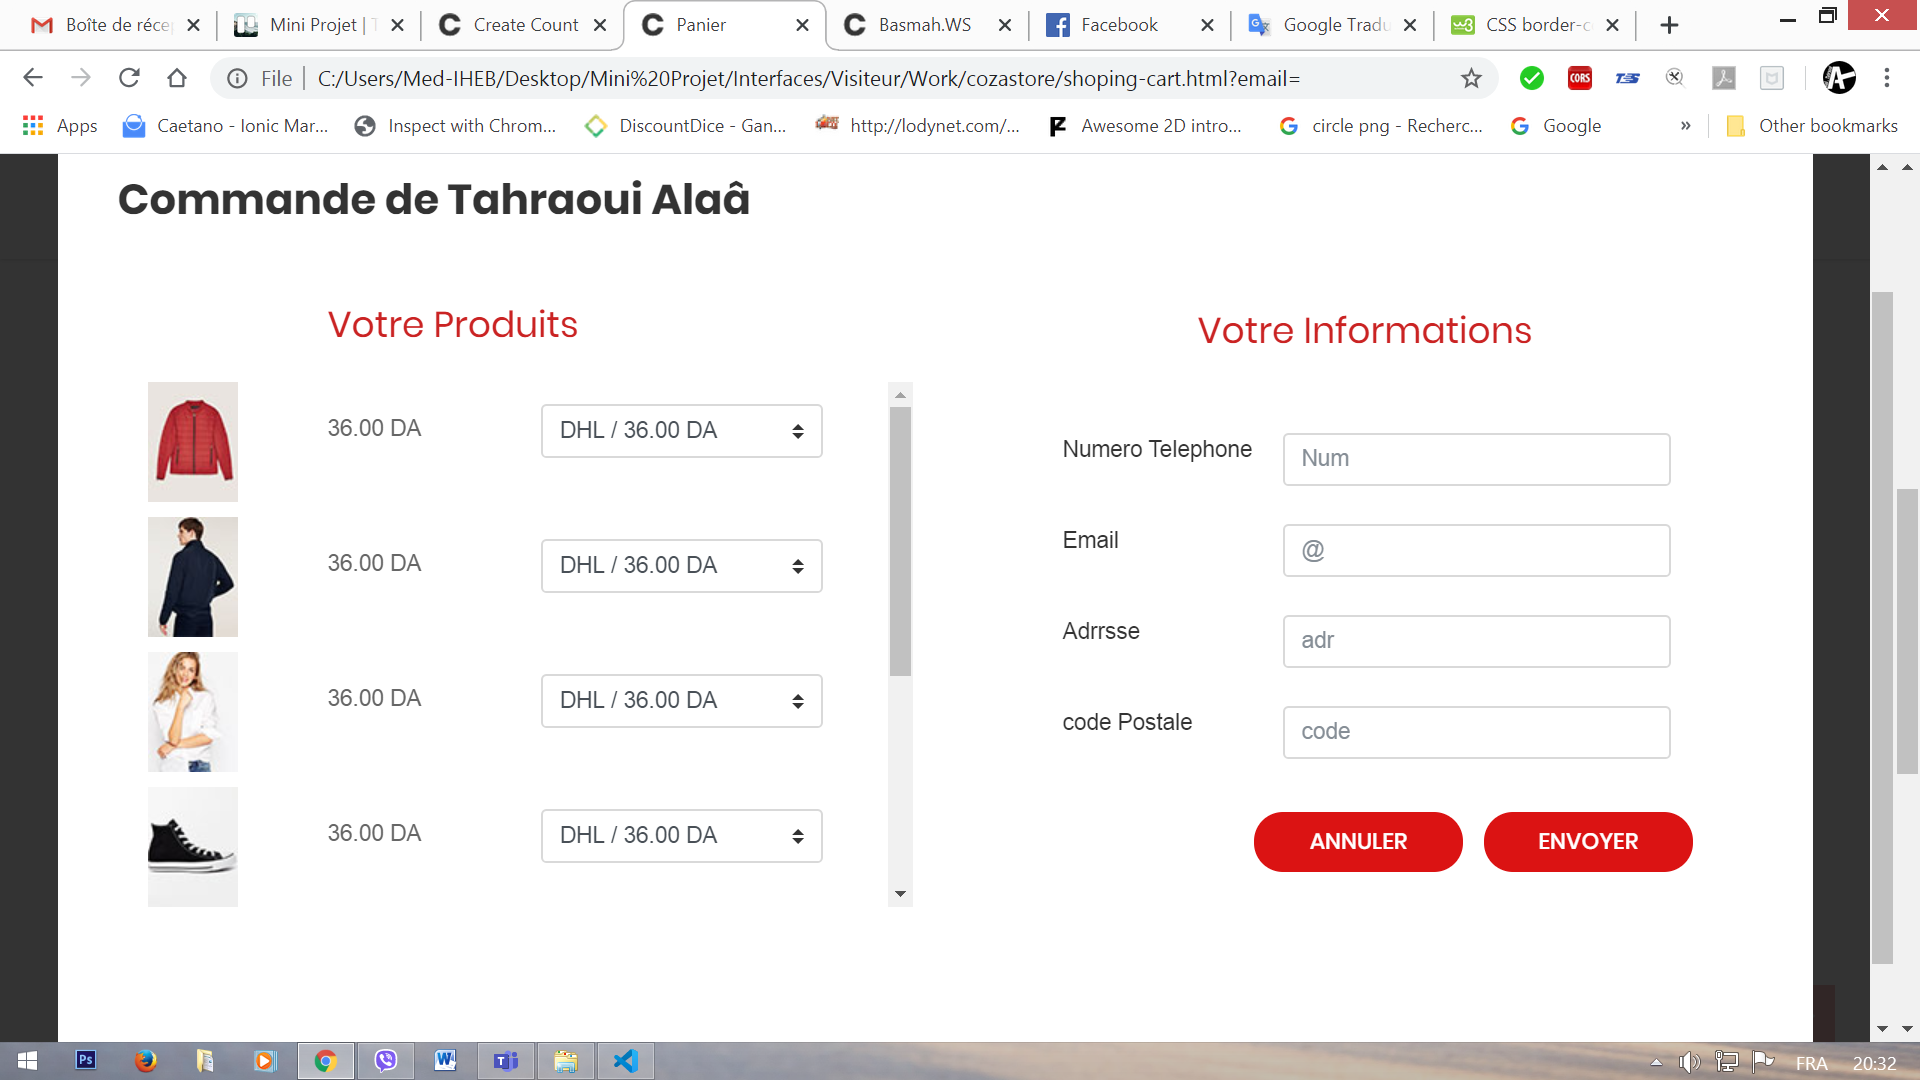 Boîte de réce
Mini Projet | T
Create Count
Panier
Basmah.WS
Facebook
Google Tradu
CSS border-c
File
C:/Users/Med-IHEB/Desktop/Mini%20Projet/Interfaces/Visiteur/Work/cozastore/shoping-cart.html?email=
CORS
Apps
Caetano - Ionic Mar...
Inspect with Chrom...
DiscountDice - Gan...
http://lodynet.com/...
Awesome 2D intro...
circle png - Recherc...
Google
»
Other bookmarks
Commande de Tahraoui Alaâ
Votre Produits
36.00 DA
DHL / 36.00 DA
36.00 DA
DHL / 36.00 DA
36.00 DA
DHL / 36.00 DA
36.00 DA
DHL / 36.00 DA
Votre Informations
Numero Telephone
Num
Email
@
Adrrsse
adr
code Postale
code
ANNULER
ENVOYER
Ps
FRA
20:32